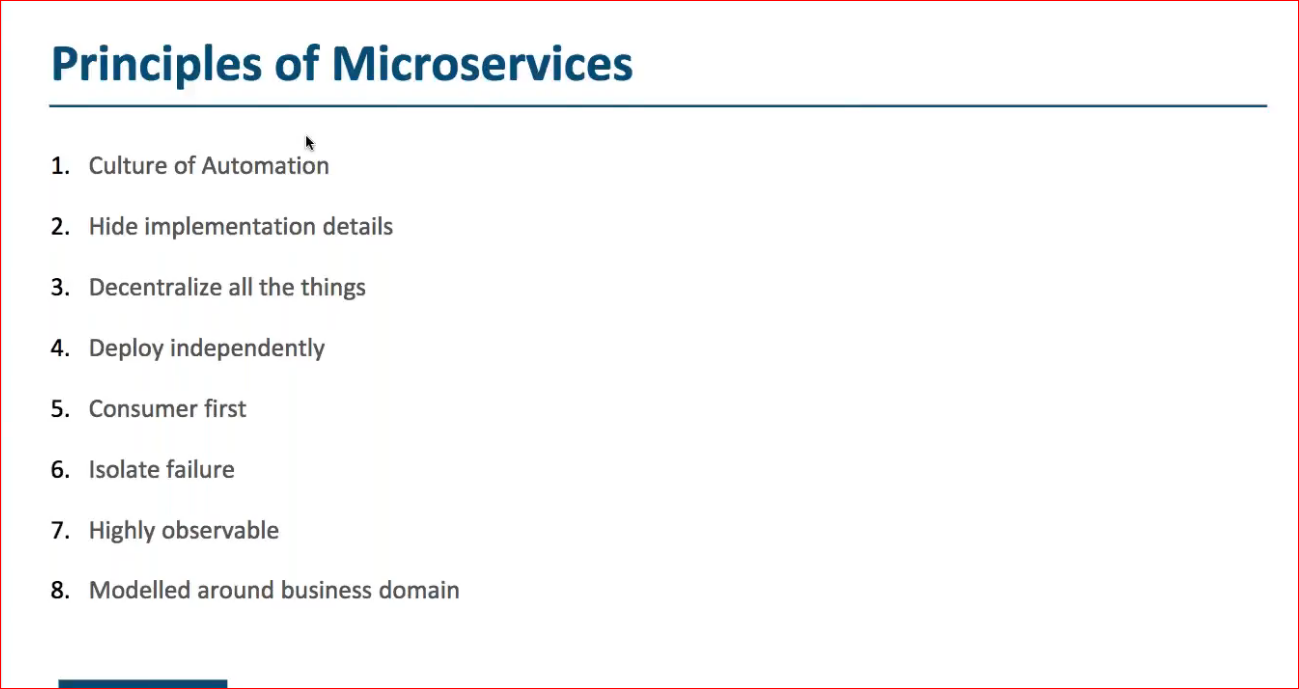 Principles of Microservices
1. Culture of Automation
2. Hide implementation details
3. Decentralize all the things
4. Deploy independently
5. Consumer first
6. Isolate failure
7. Highly observable
8. Modelled around business domain